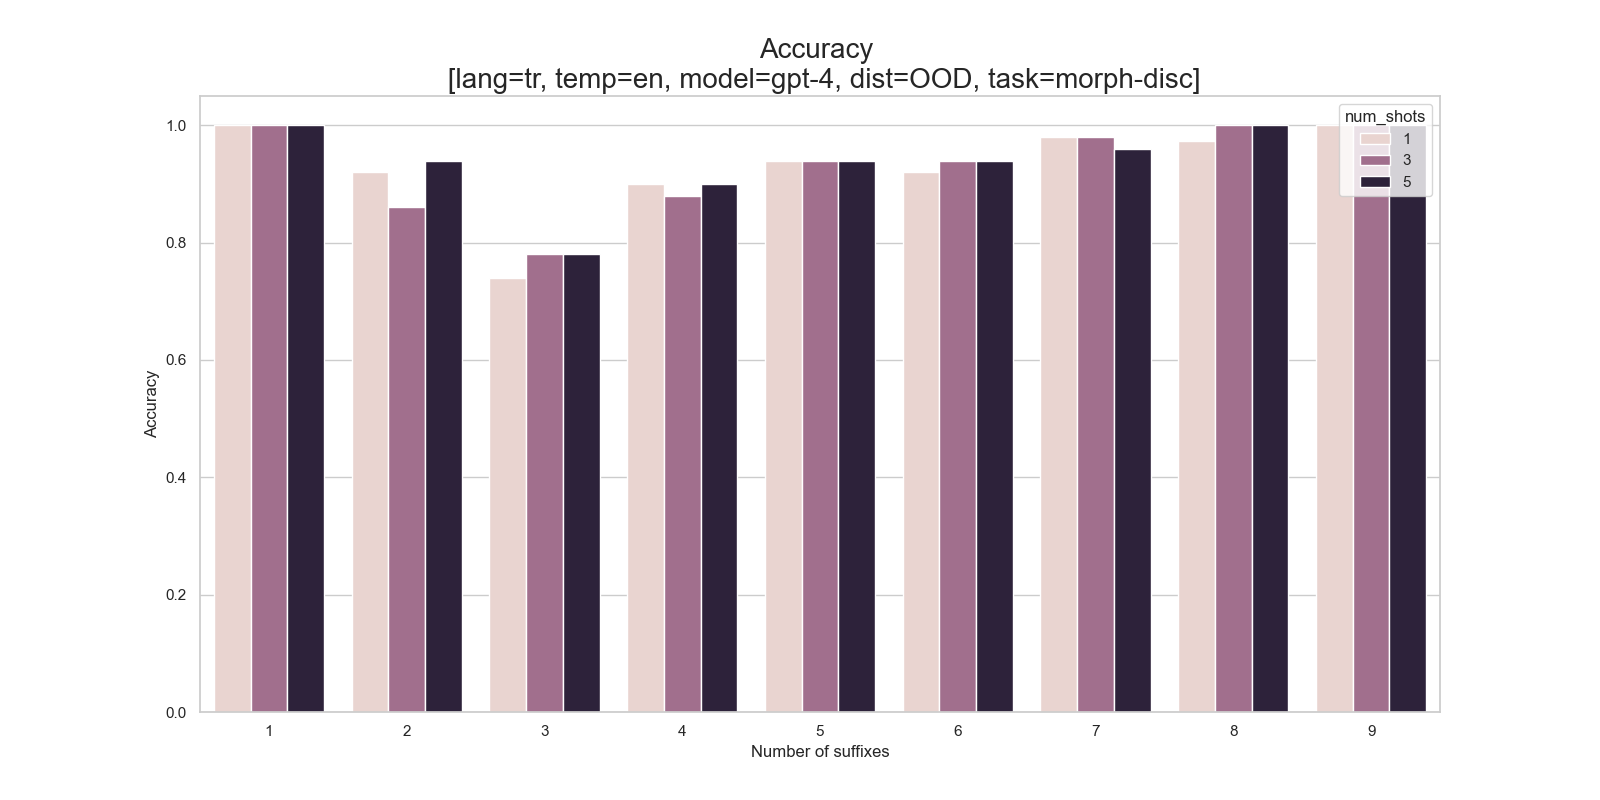 Accuracy
[lang=tr, temp=en, model=gpt-4, dist=OOD, task=morph-disc]
num_shots
1
3
5
Accuracy
1.0
0.8
0.6
0.4
0.2
0.0
1 2 3 4 5 6 7 8 9
Number of suffixes